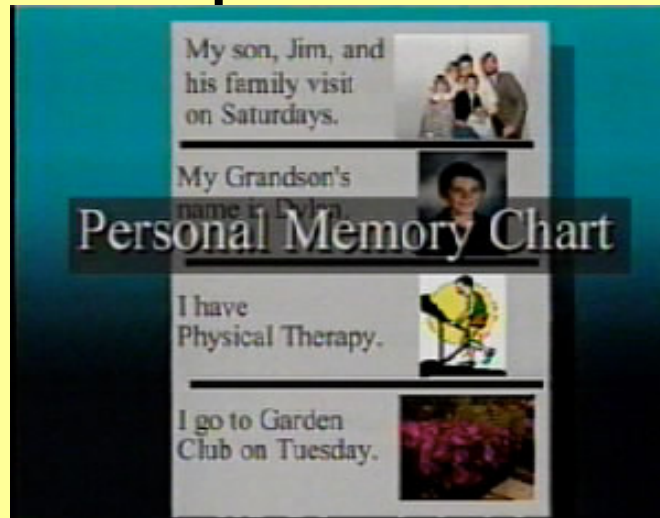 My son, Jim, and
his family visit
on Saturdays.
My Grandson's
name is Dylan.
Personal Memory Chart
I have
Physical Therapy.
I go to Garden
Club on Tuesday.